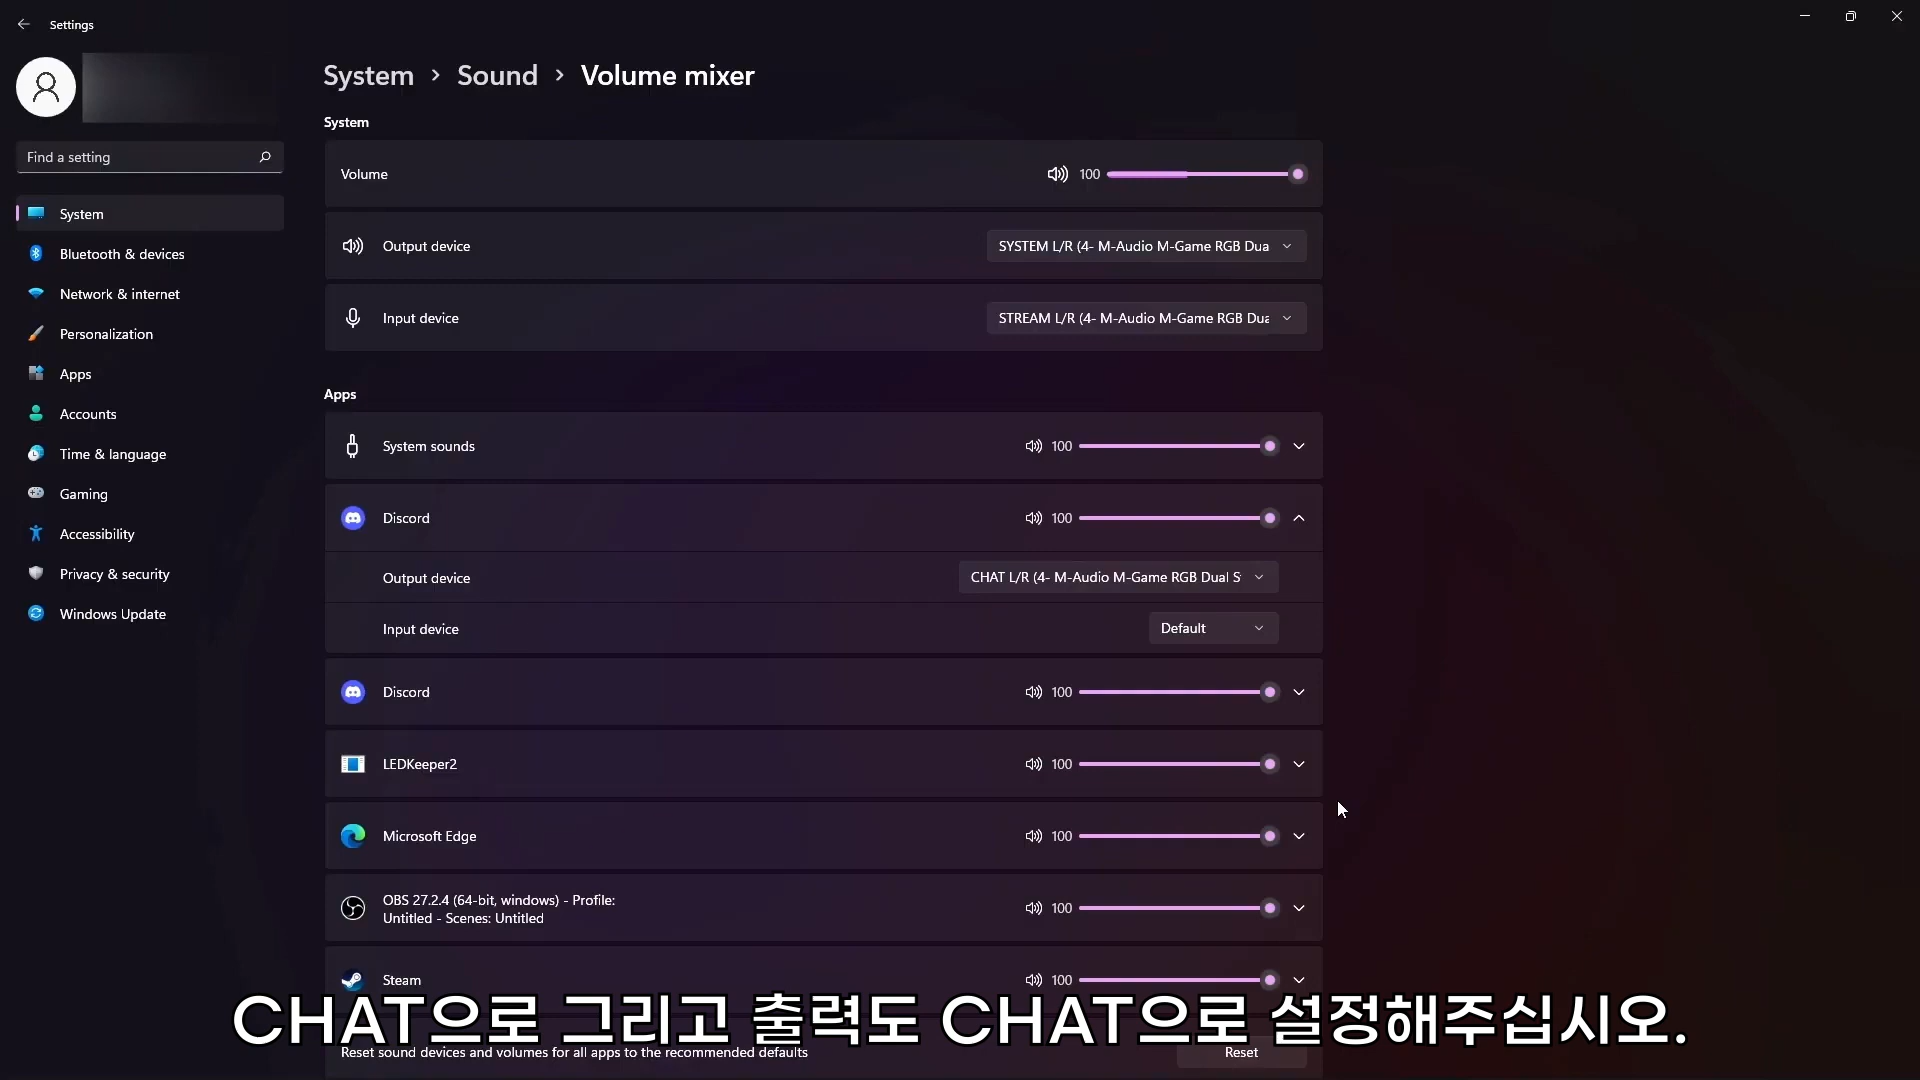 Settings
System > Sound > Volume mixer
Find a setting
System
Bluetooth & devices
Network & internet
Personalization
Apps
Accounts
Time & language
Gaming
Accessibility
Privacy & security
Windows Update
System
Volume 100
Output device SYSTEM L/R (4- M-Audio M-Game RGB Dua
Input device STREAM L/R (4- M-Audio M-Game RGB Dua
Apps
System sounds 100
Discord 100
Output device CHAT L/R (4- M-Audio M-Game RGB Dual S
Input device Default
Discord 100
LEDKeeper2 100
Microsoft Edge 100
OBS 27.2.4 (64-bit, windows) - Profile:
Untitled - Scenes: Untitled 100
Steam 100
CHAT으로 그리고 출력도 CHAT으로 설정해주십시오.
Reset sound devices and volumes for all apps to the recommended defaults Reset